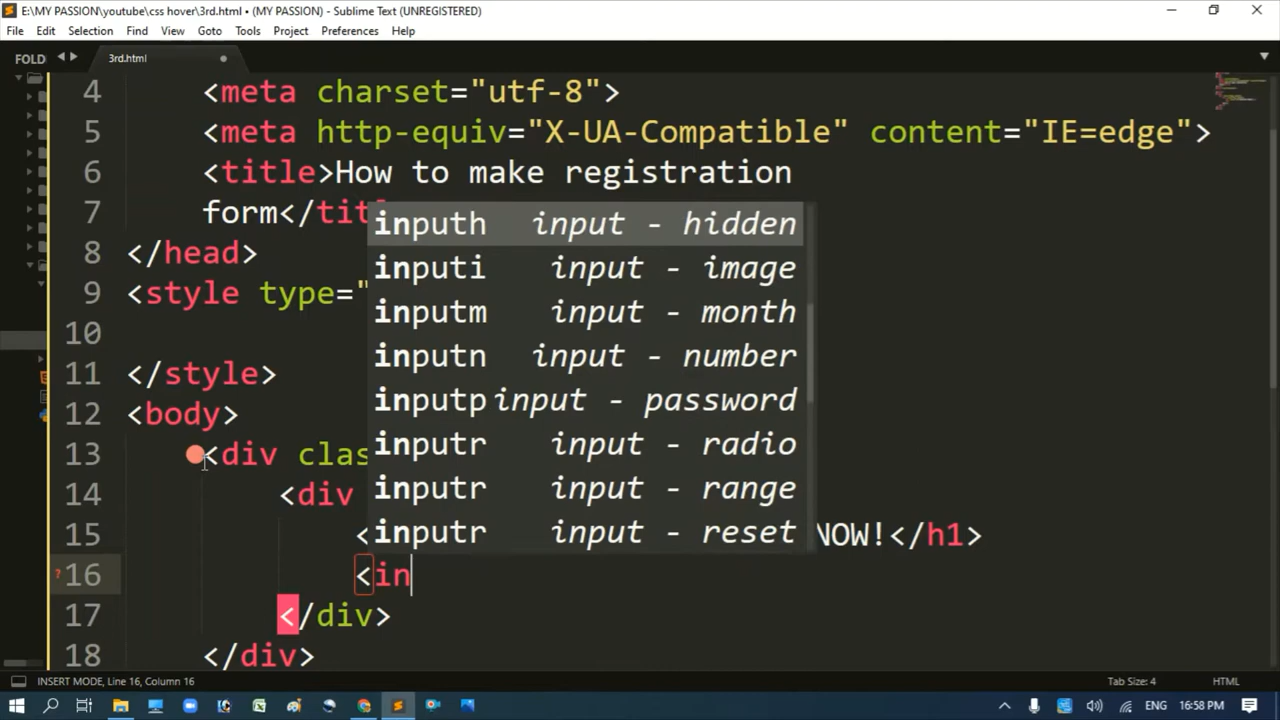 E:\MY PASSION\youtube\css hover\3rd.html • (MY PASSION) - Sublime Text (UNREGISTERED)
File Edit Selection Find View Goto Tools Project Preferences Help
FOLD 3rd.html
4 <meta charset="utf-8">
5 <meta http-equiv="X-UA-Compatible" content="IE=edge">
6 <title>How to make registration
7 form</titl
inputh input - hidden
8 </head>
inputi input - image
9 <style type="
inputm input - month
10
inputn input - number
11 </style>
inputp input - password
12 <body>
inputr input - radio
13 <div clas
inputr input - range
14 <div
inputr input - reset
15 < NOW!</h1>
16 <in
17 </div>
18 </div>
INSERT MODE, Line 16, Column 16 Tab Size: 4 HTML
ENG 16:58 PM